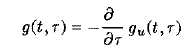 g(t, τ) = − ∂/∂τ g_u(t, τ)